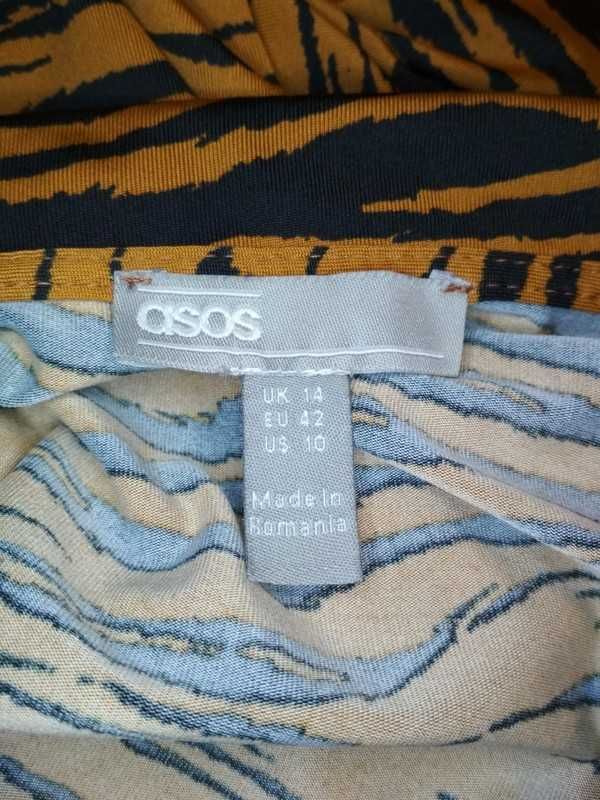 asos
UK 14
EU 42
US 10
Made In
Romania